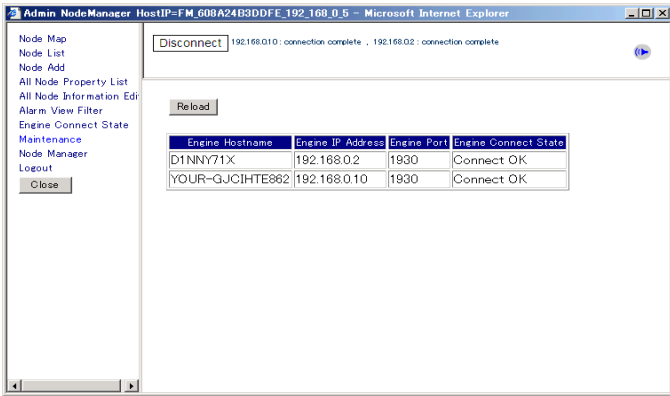 Admin NodeManager HostIP=FM_608A24B3DDFE_192_168_0_5 - Microsoft Internet Explorer
Node Map
Node List
Node Add
All Node Property List
All Node Information Edi
Alarm View Filter
Engine Connect State
Maintenance
Node Manager
Logout
Close
Disconnect 192.168.0.10 : connection complete , 192.168.0.2 : connection complete
Reload
Engine Hostname Engine IP Address Engine Port Engine Connect State
D1NNY71X 192.168.0.2 1930 Connect OK
YOUR-GJCIHTE862 192.168.0.10 1930 Connect OK